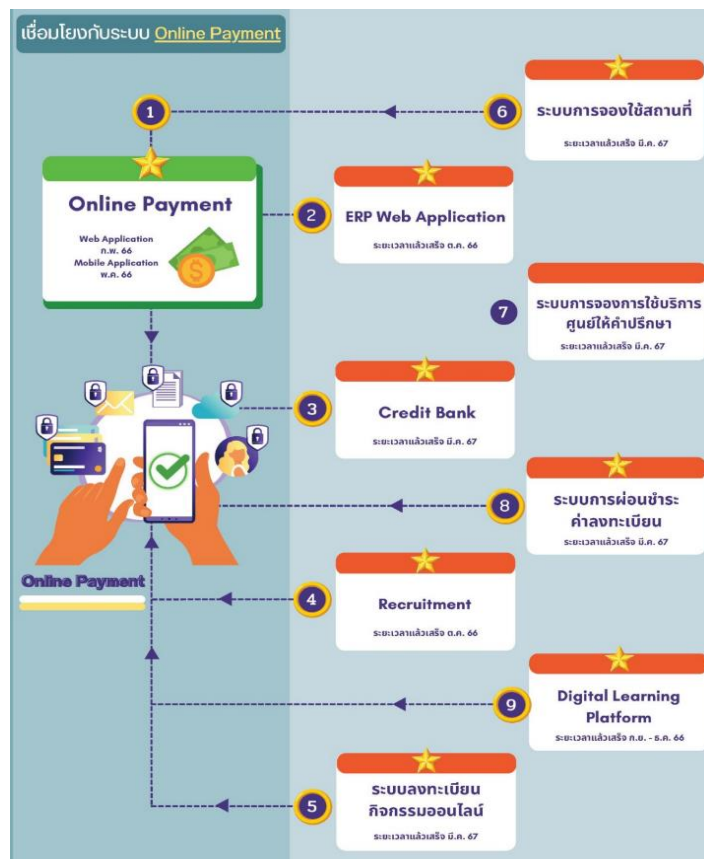 เชื่อมโยงกับระบบ Online Payment
1
Online Payment
Web Application
ก.พ. 66
Mobile Application
พ.ค. 66
2
ERP Web Application
ระยะเวลาแล้วเสร็จ ต.ค. 66
3
Credit Bank
ระยะเวลาแล้วเสร็จ มี.ค. 67
Online Payment
4
Recruitment
ระยะเวลาแล้วเสร็จ ต.ค. 66
5
ระบบลงทะเบียน
กิจกรรมออนไลน์
ระยะเวลาแล้วเสร็จ มี.ค. 67
6
ระบบการจองใช้สถานที่
ระยะเวลาแล้วเสร็จ มี.ค. 67
7
ระบบการจองการใช้บริการ
ศูนย์ให้คำปรึกษา
ระยะเวลาแล้วเสร็จ มี.ค. 67
8
ระบบการผ่อนชำระ
ค่าลงทะเบียน
ระยะเวลาแล้วเสร็จ มี.ค. 67
9
Digital Learning
Platform
ระยะเวลาแล้วเสร็จ ก.ย. - ธ.ค. 66